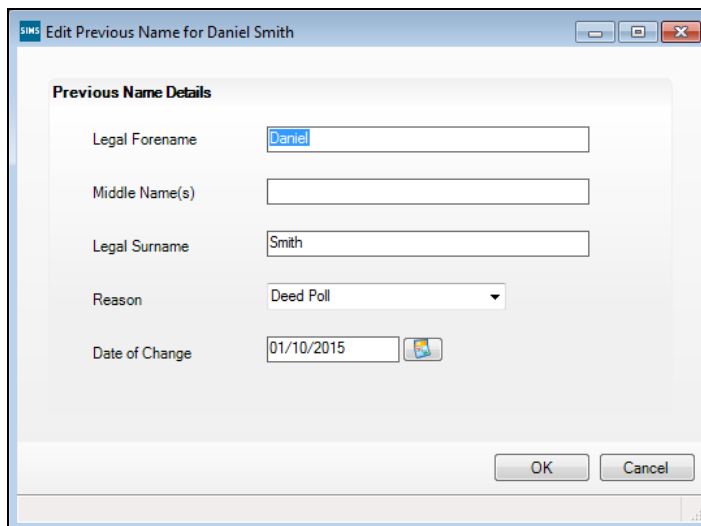 SIMS Edit Previous Name for Daniel Smith
Previous Name Details
Legal Forename Daniel
Middle Name(s)
Legal Surname Smith
Reason Deed Poll
Date of Change 01/10/2015
OK Cancel